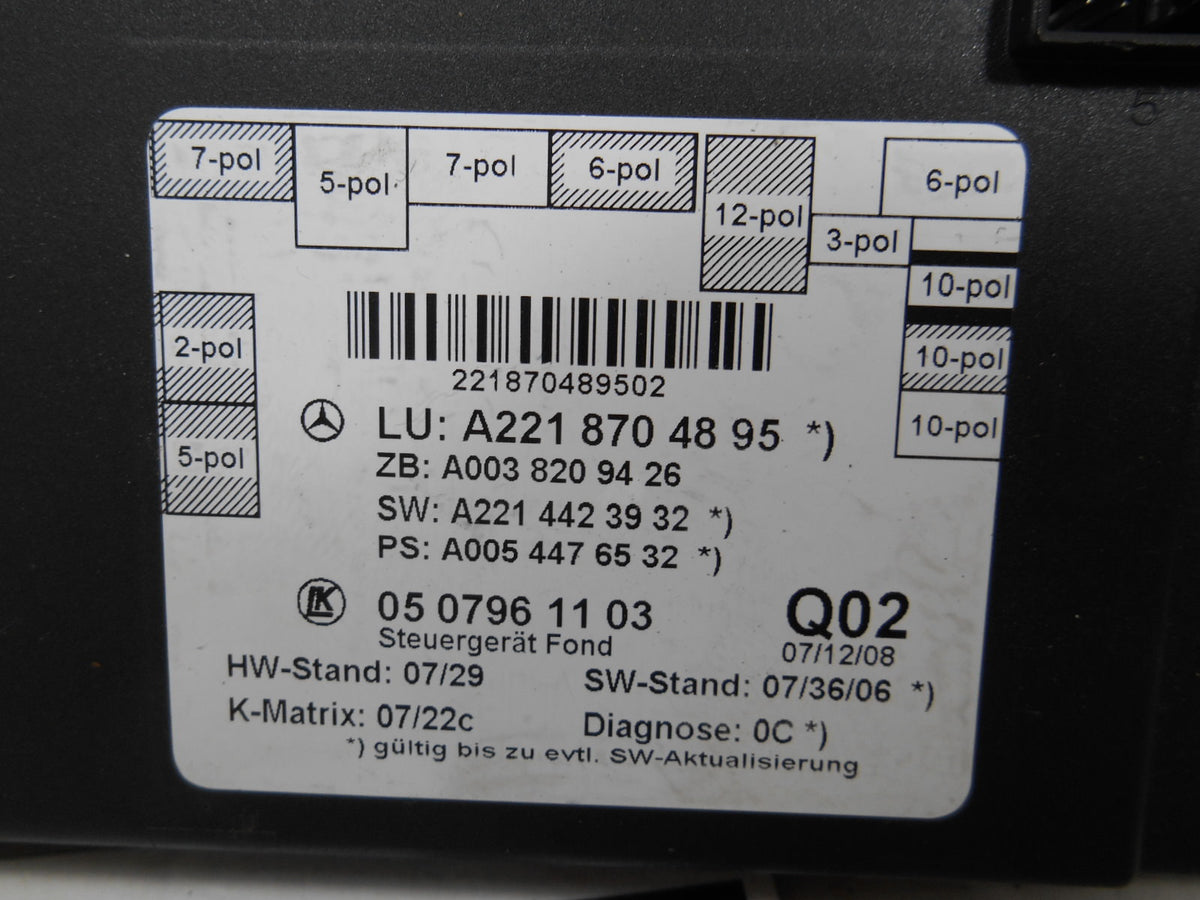 7-pol
5-pol
7-pol
6-pol
12-pol
3-pol
6-pol
10-pol
10-pol
10-pol
2-pol
5-pol
221870489502
LU: A221 870 48 95 *)
ZB: A003 820 94 26
SW: A221 442 39 32 *)
PS: A005 447 65 32 *)
LK 05 0796 11 03 Q02
Steuergerät Fond 07/12/08
HW-Stand: 07/29 SW-Stand: 07/36/06 *)
K-Matrix: 07/22c Diagnose: 0C *)
*) gültig bis zu evtl. SW-Aktualisierung
5